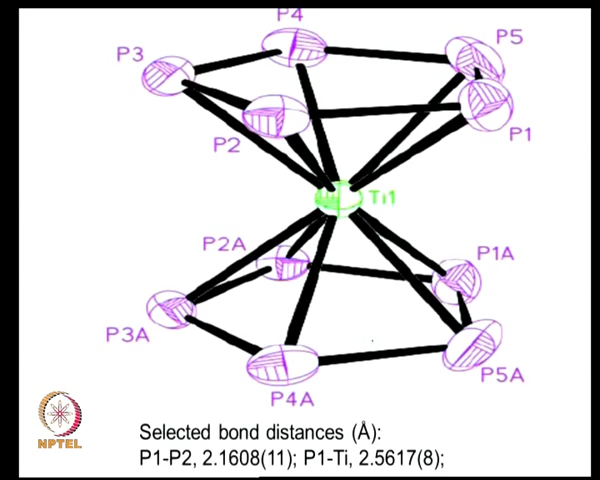 P4
P5
P3
P2
P1
Ti1
P2A
P1A
P3A
P5A
P4A
NPTEL
Selected bond distances (Å):
P1-P2, 2.1608(11); P1-Ti, 2.5617(8);